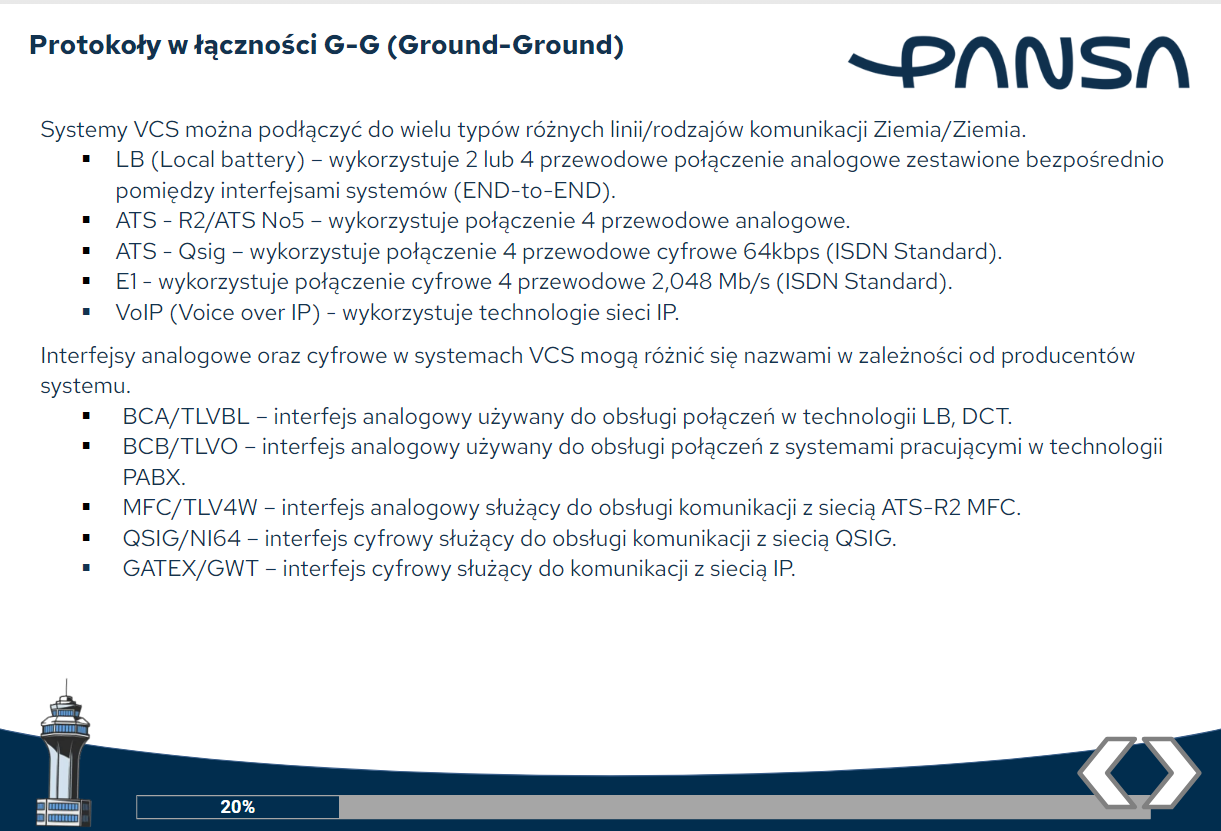 Protokoły w łączności G-G (Ground-Ground)
PANSA
Systemy VCS można podłączyć do wielu typów różnych linii/rodzajów komunikacji Ziemia/Ziemia.
▪ LB (Local battery) – wykorzystuje 2 lub 4 przewodowe połączenie analogowe zestawione bezpośrednio
pomiędzy interfejsami systemów (END-to-END).
▪ ATS - R2/ATS No5 – wykorzystuje połączenie 4 przewodowe analogowe.
▪ ATS - Qsig – wykorzystuje połączenie 4 przewodowe cyfrowe 64kbps (ISDN Standard).
▪ E1 - wykorzystuje połączenie cyfrowe 4 przewodowe 2,048 Mb/s (ISDN Standard).
▪ VoIP (Voice over IP) - wykorzystuje technologie sieci IP.
Interfejsy analogowe oraz cyfrowe w systemach VCS mogą różnić się nazwami w zależności od producentów
systemu.
▪ BCA/TLVBL – interfejs analogowy używany do obsługi połączeń w technologii LB, DCT.
▪ BCB/TLVO – interfejs analogowy używany do obsługi połączeń z systemami pracującymi w technologii
PABX.
▪ MFC/TLV4W – interfejs analogowy służący do obsługi komunikacji z siecią ATS-R2 MFC.
▪ QSIG/NI64 – interfejs cyfrowy służący do obsługi komunikacji z siecią QSIG.
▪ GATEX/GWT – interfejs cyfrowy służący do komunikacji z siecią IP.
20%